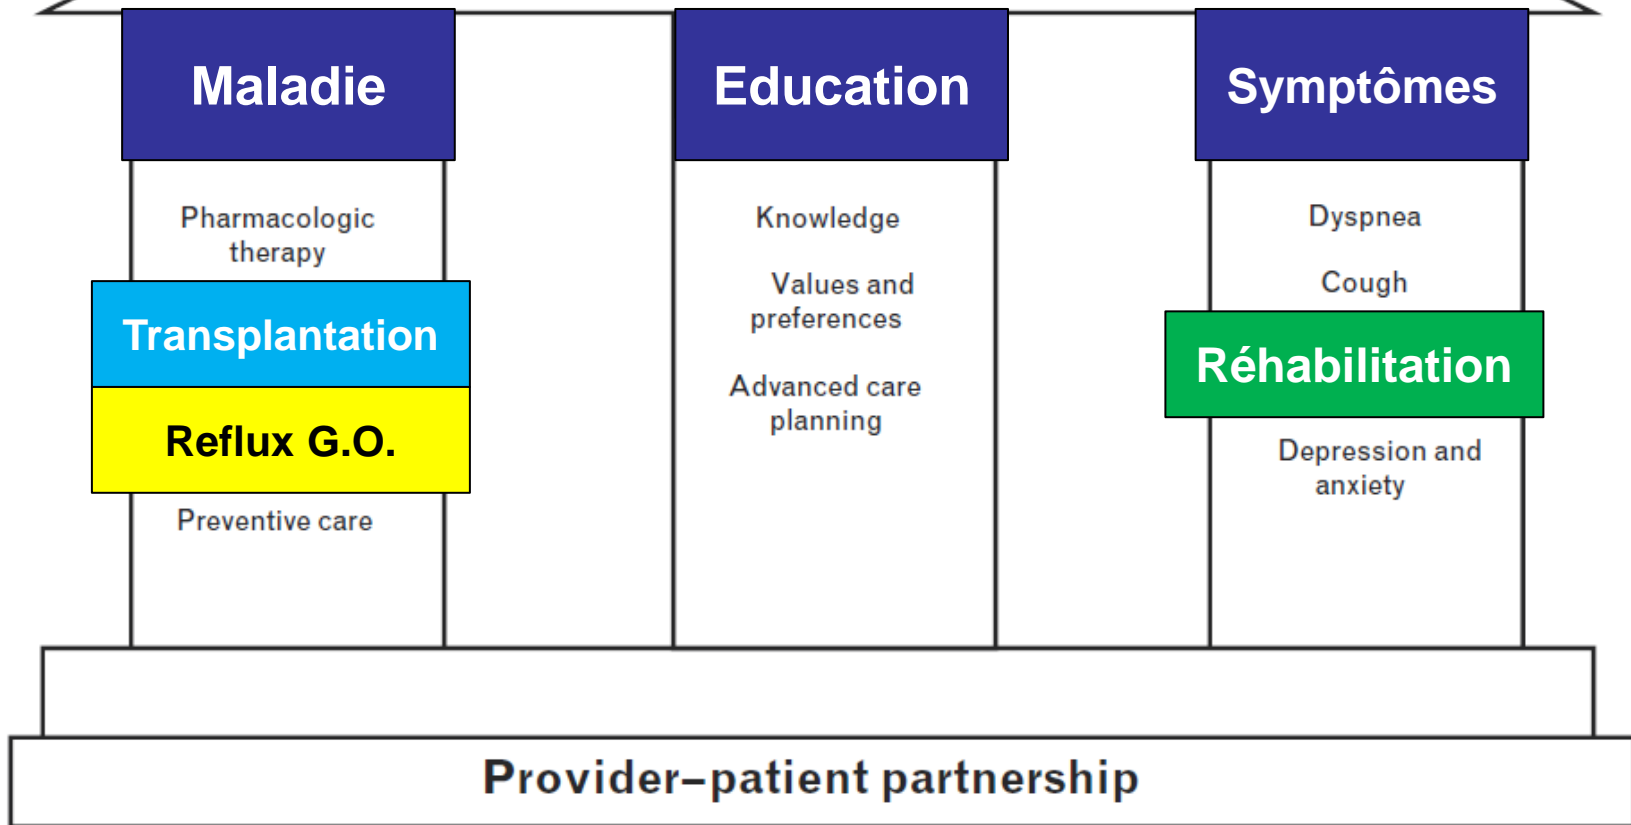 Maladie
Pharmacologic
therapy
Transplantation
Reflux G.O.
Preventive care
Education
Knowledge
Values and
preferences
Advanced care
planning
Symptômes
Dyspnea
Cough
Réhabilitation
Depression and
anxiety
Provider–patient partnership